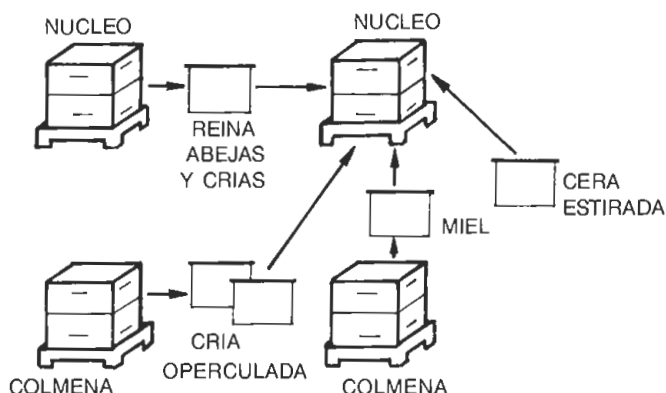 NUCLEO
NUCLEO
REINA
ABEJAS
Y CRIAS
CERA
ESTIRADA
MIEL
CRIA
OPERCULADA
COLMENA
COLMENA